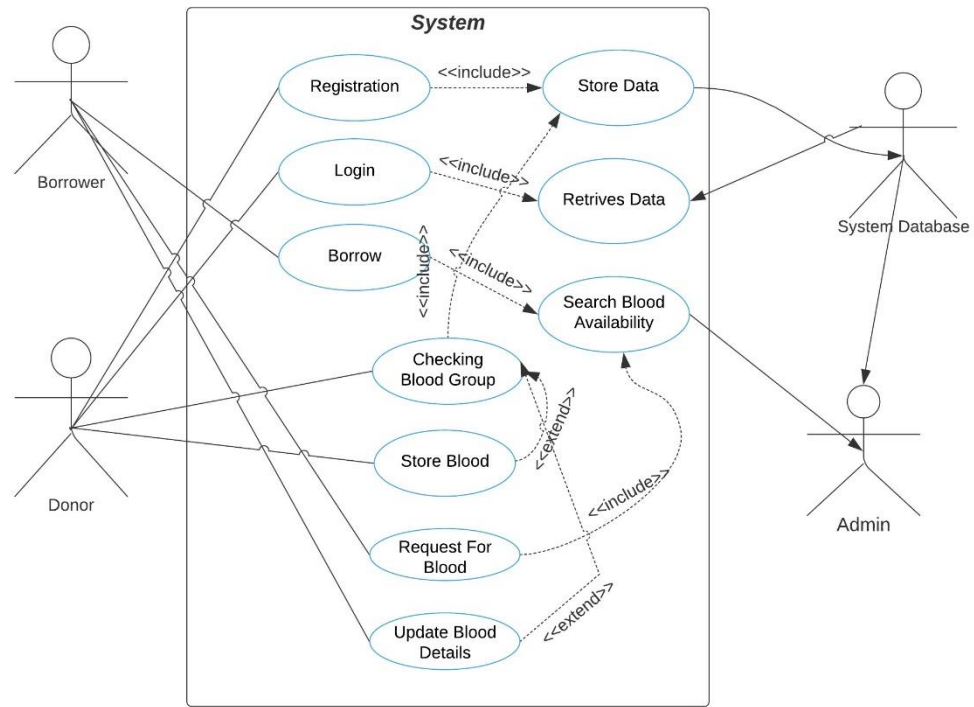 System
Registration
<<include>>
Store Data
Login
<<include>>
Retrives Data
Borrower
System Database
Borrow
<<include>>
<<include>>
Search Blood
Availability
Checking
Blood Group
<<extend>>
Store Blood
Donor
<<include>>
Admin
Request For
Blood
<<extend>>
Update Blood
Details